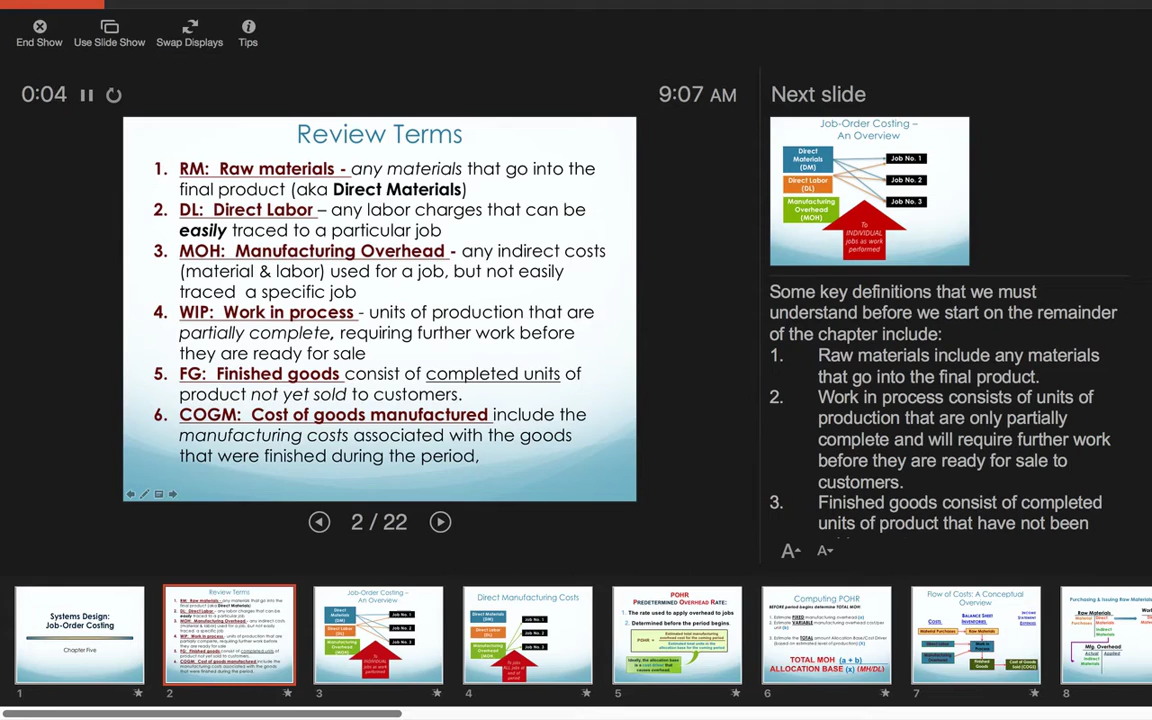 End Show
Use Slide Show
Swap Displays
Tips
0:04
9:07 AM
Review Terms
1. RM: Raw materials - any materials that go into the
final product (aka Direct Materials)
2. DL: Direct Labor – any labor charges that can be
easily traced to a particular job
3. MOH: Manufacturing Overhead - any indirect costs
(material & labor) used for a job, but not easily
traced a specific job
4. WIP: Work in process - units of production that are
partially complete, requiring further work before
they are ready for sale
5. FG: Finished goods consist of completed units of
product not yet sold to customers.
6. COGM: Cost of goods manufactured include the
manufacturing costs associated with the goods
that were finished during the period,
2 / 22
Next slide
Job-Order Costing –
An Overview
Direct
Materials
(DM)
Direct Labor
(DL)
Manufacturing
Overhead
(MOH)
Job No. 1
Job No. 2
Job No. 3
To
INDIVIDUAL
jobs as work
performed
Some key definitions that we must
understand before we start on the remainder
of the chapter include:
1. Raw materials include any materials
that go into the final product.
2. Work in process consists of units of
production that are only partially
complete and will require further work
before they are ready for sale to
customers.
3. Finished goods consist of completed
units of product that have not been
A
A
Systems Design:
Job-Order Costing
Chapter Five
1
Review Terms
2
Job-Order Costing –
An Overview
3
Direct Manufacturing Costs
4
POHR
PREDETERMINED OVERHEAD RATE:
1. The rate used to apply overhead to jobs
2. Determined before the period begins
POHR =
5
Computing POHR
BEFORE period begins determine TOTAL MOH
TOTAL MOH (a + b)
ALLOCATION BASE (x) (MH/DL)
6
Flow of Costs: A Conceptual
Overview
7
Purchasing & Issuing Raw Materials
Raw Materials
Mfg. Overhead
Actual Applied
8